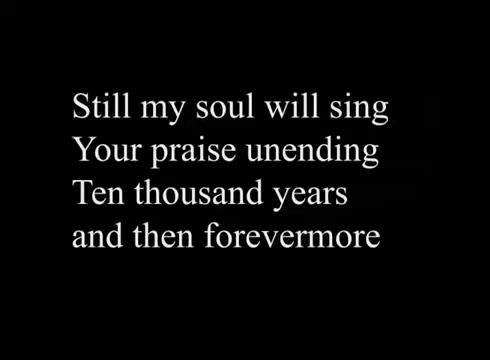 Still my soul will sing
Your praise unending
Ten thousand years
and then forevermore